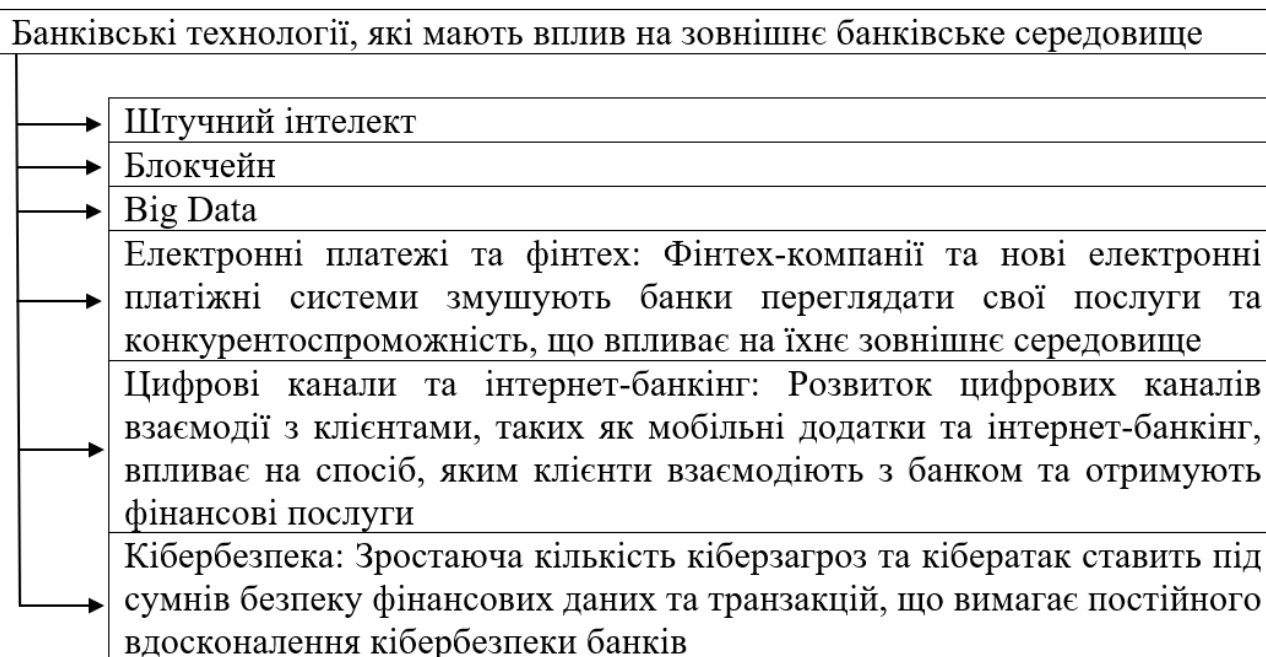 Банківські технології, які мають вплив на зовнішнє банківське середовище
Штучний інтелект
Блокчейн
Big Data
Електронні платежі та фінтех: Фінтех-компанії та нові електронні
платіжні системи змушують банки переглядати свої послуги та
конкурентоспроможність, що впливає на їхнє зовнішнє середовище
Цифрові канали та інтернет-банкінг: Розвиток цифрових каналів
взаємодії з клієнтами, таких як мобільні додатки та інтернет-банкінг,
впливає на спосіб, яким клієнти взаємодіють з банком та отримують
фінансові послуги
Кібербезпека: Зростаюча кількість кіберзагроз та кібератак ставить під
сумнів безпеку фінансових даних та транзакцій, що вимагає постійного
вдосконалення кібербезпеки банків